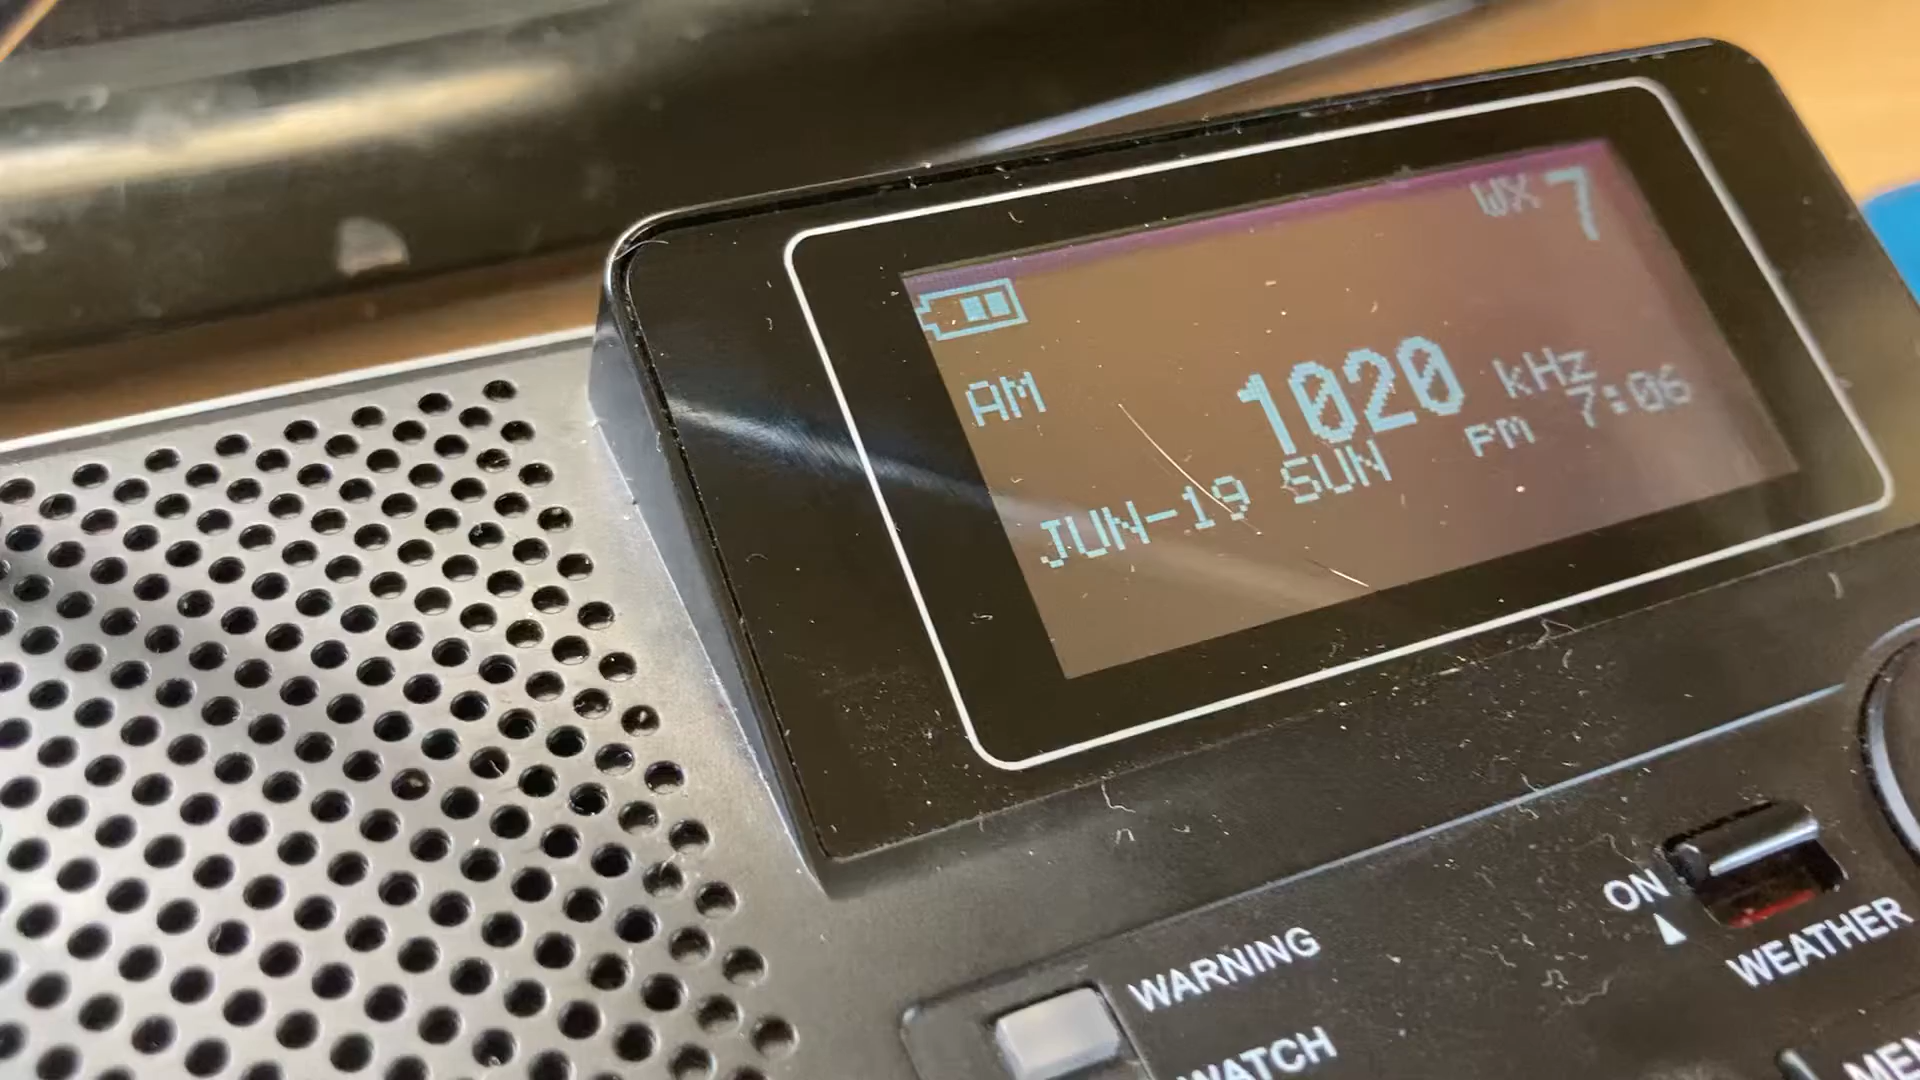 WX 7
AM 1020 kHz
JUN-19 SUN PM 7:06
ON
WEATHER
WARNING
WATCH